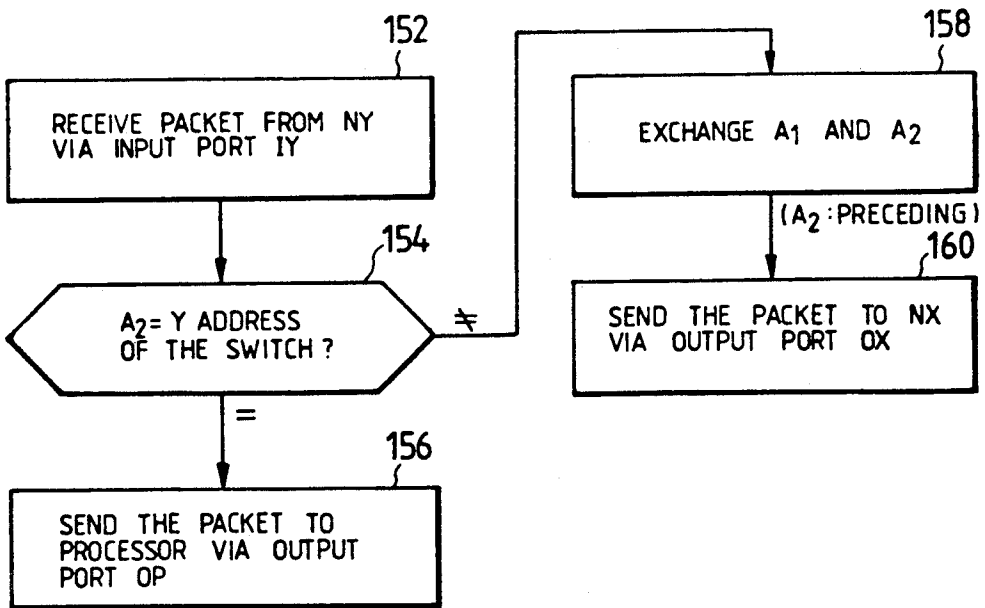 152
RECEIVE PACKET FROM NY
VIA INPUT PORT IY
154
A₂= Y ADDRESS
OF THE SWITCH ?
≠
=
156
SEND THE PACKET TO
PROCESSOR VIA OUTPUT
PORT OP
158
EXCHANGE A₁ AND A₂
(A₂ : PRECEDING)
160
SEND THE PACKET TO NX
VIA OUTPUT PORT OX